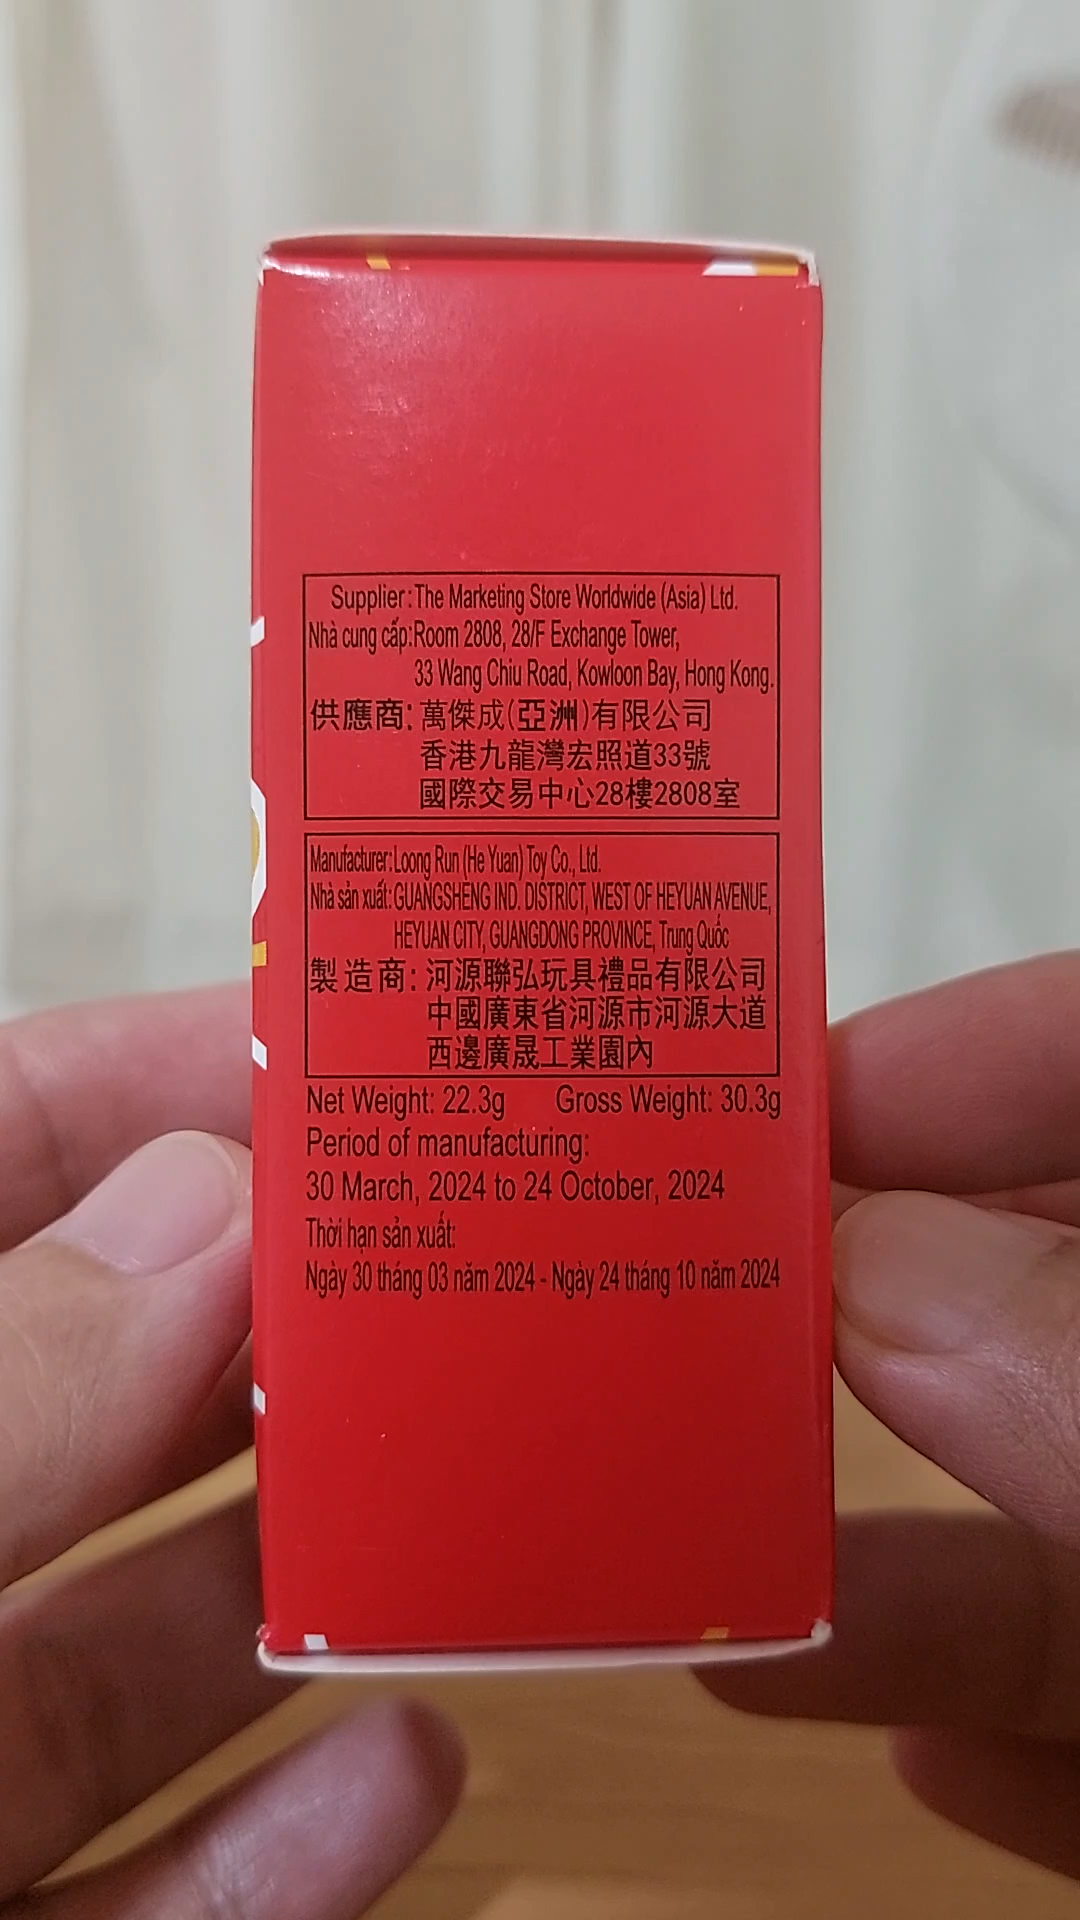 Supplier: The Marketing Store Worldwide (Asia) Ltd.
Nhà cung cấp: Room 2808, 28/F Exchange Tower,
33 Wang Chiu Road, Kowloon Bay, Hong Kong.
供應商: 萬傑成(亞洲)有限公司
香港九龍灣宏照道33號
國際交易中心28樓2808室
Manufacturer: Loong Run (He Yuan) Toy Co., Ltd.
Nhà sản xuất: GUANGSHENG IND. DISTRICT, WEST OF HEYUAN AVENUE,
HEYUAN CITY, GUANGDONG PROVINCE, Trung Quốc
製造商: 河源聯弘玩具禮品有限公司
中國廣東省河源市河源大道
西邊廣晟工業園內
Net Weight: 22.3g Gross Weight: 30.3g
Period of manufacturing:
30 March, 2024 to 24 October, 2024
Thời hạn sản xuất:
Ngày 30 tháng 03 năm 2024 - Ngày 24 tháng 10 năm 2024